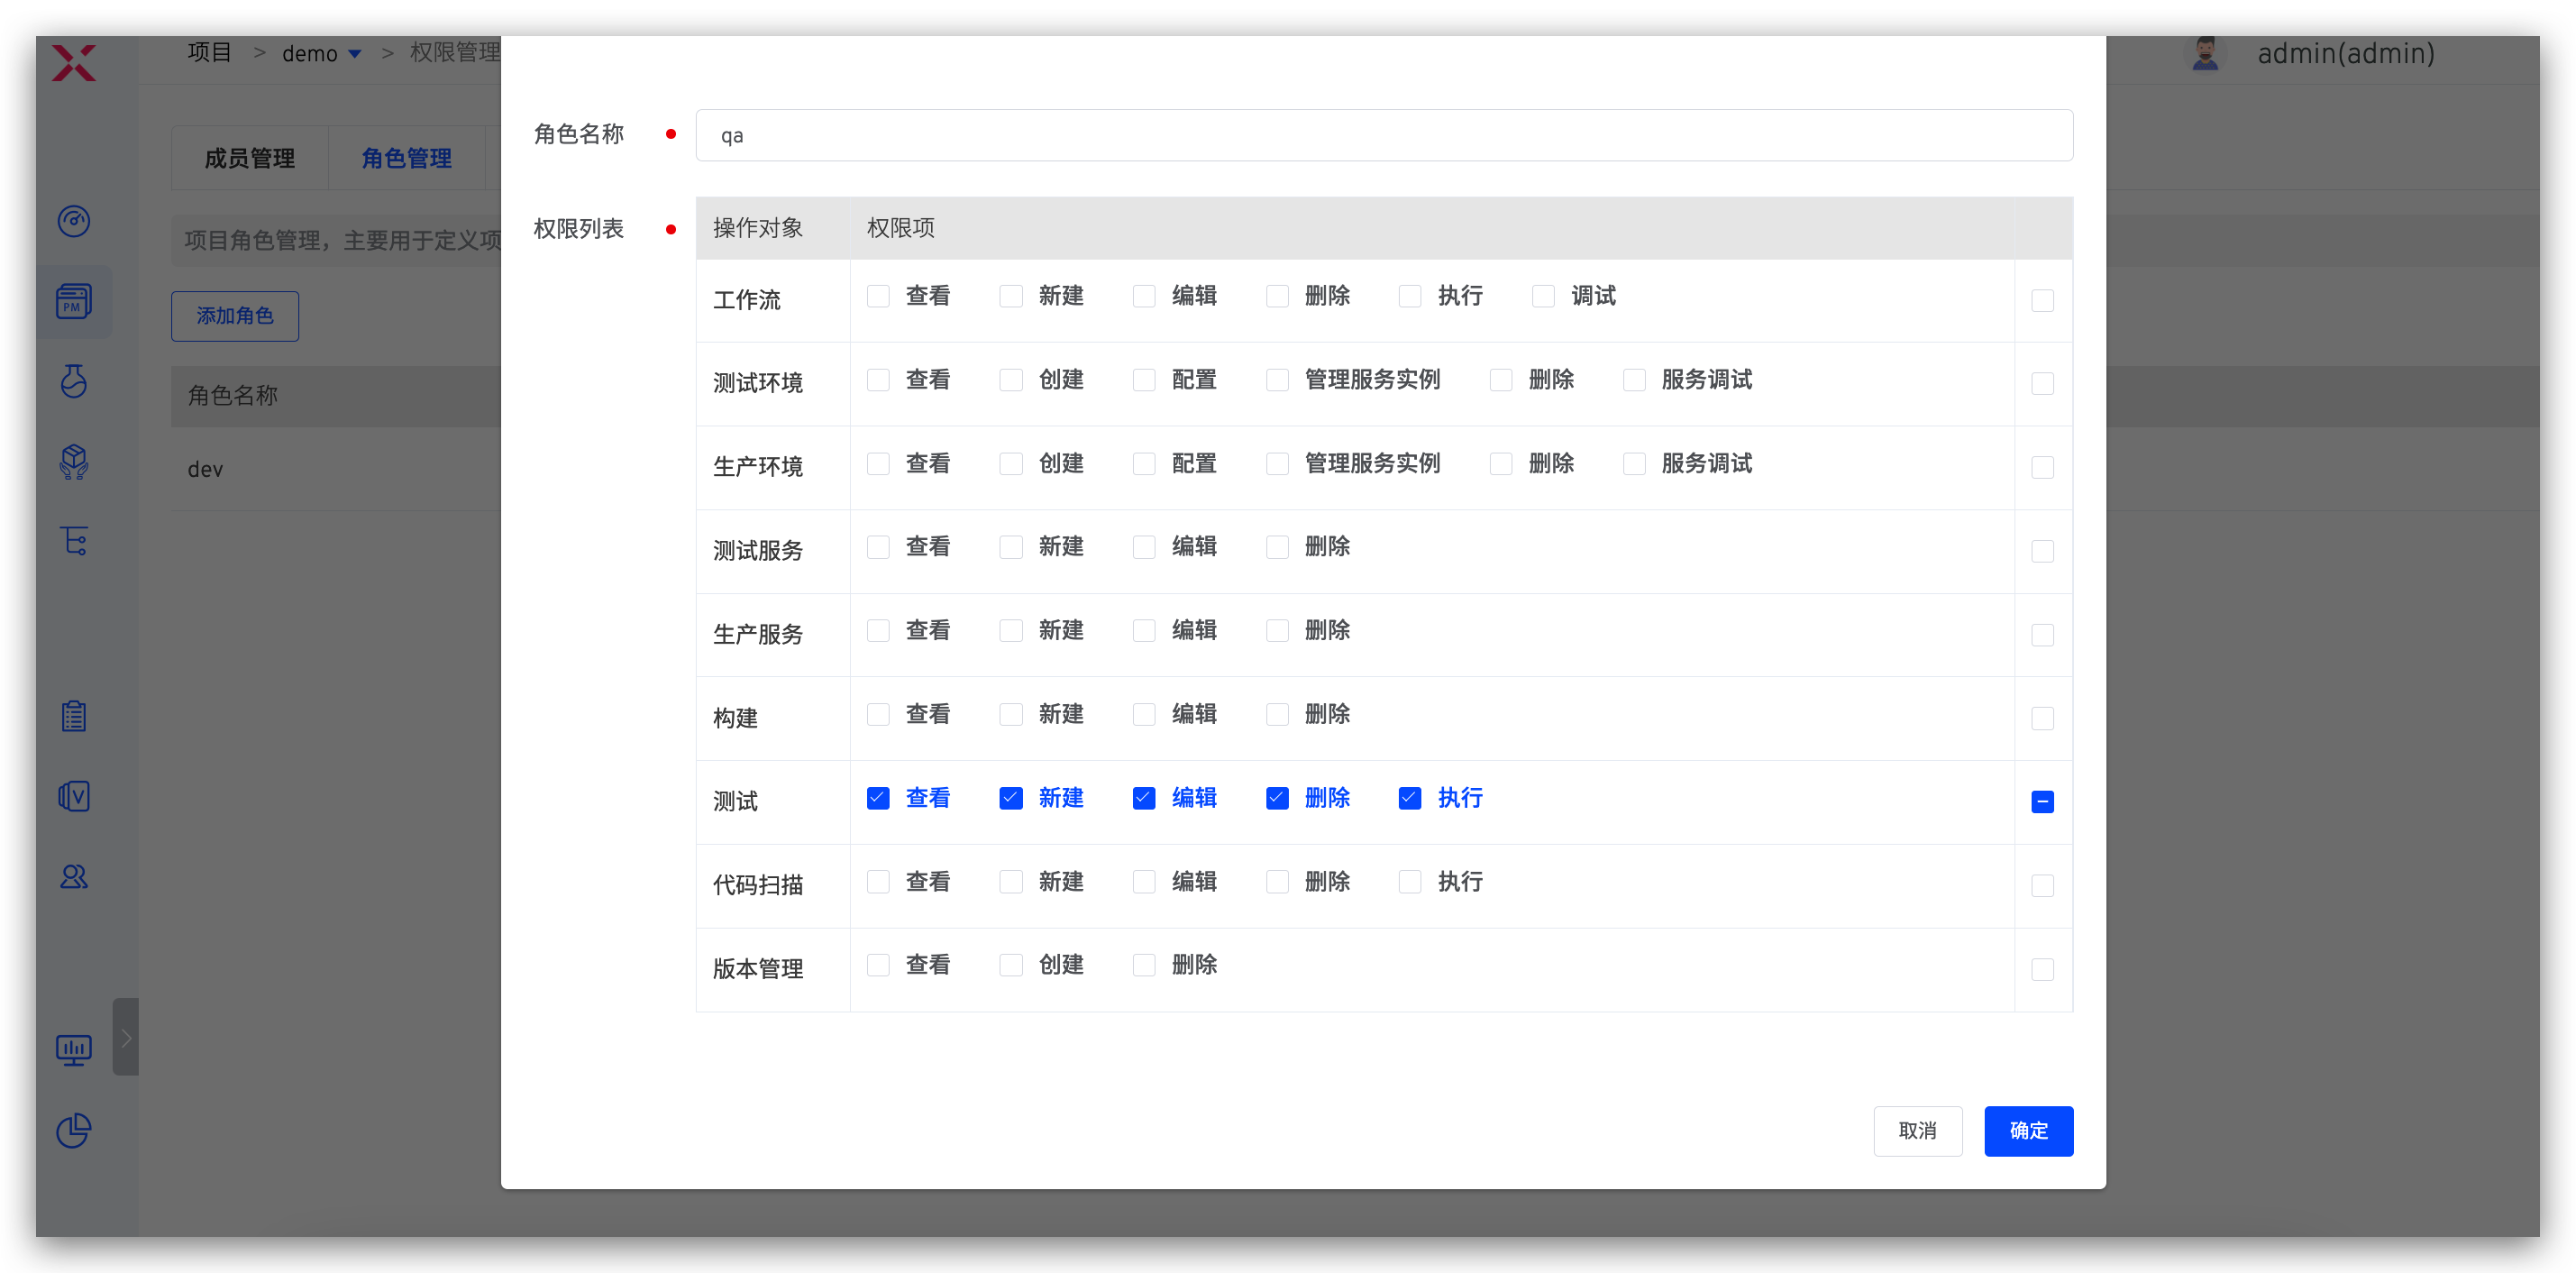 项目 > demo > 权限管理
admin(admin)
成员管理 角色管理
项目角色管理，主要用于定义项
添加角色
角色名称
dev
PM
V
角色名称 qa
权限列表
操作对象 权限项
工作流 查看 新建 编辑 删除 执行 调试
测试环境 查看 创建 配置 管理服务实例 删除 服务调试
生产环境 查看 创建 配置 管理服务实例 删除 服务调试
测试服务 查看 新建 编辑 删除
生产服务 查看 新建 编辑 删除
构建 查看 新建 编辑 删除
测试 查看 新建 编辑 删除 执行
代码扫描 查看 新建 编辑 删除 执行
版本管理 查看 创建 删除
取消 确定